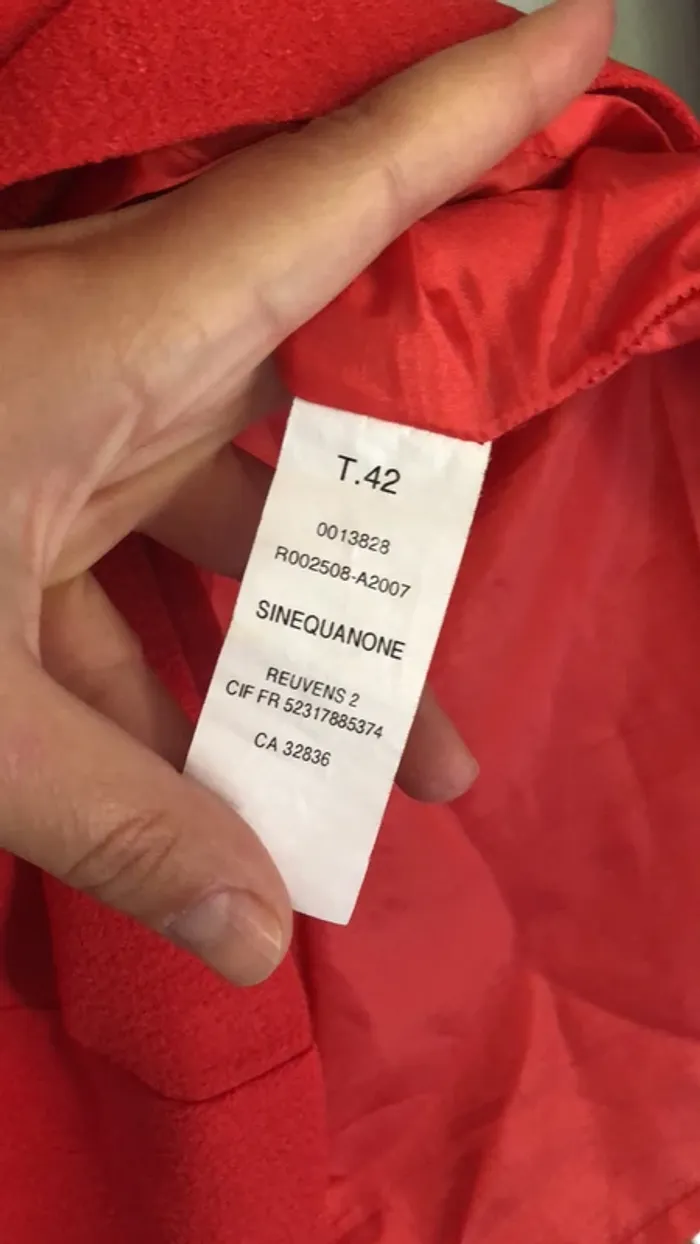 T.42
0013828
R002508-A2007
SINEQUANONE
REUVENS 2
CIF FR 52317885374
CA 32836